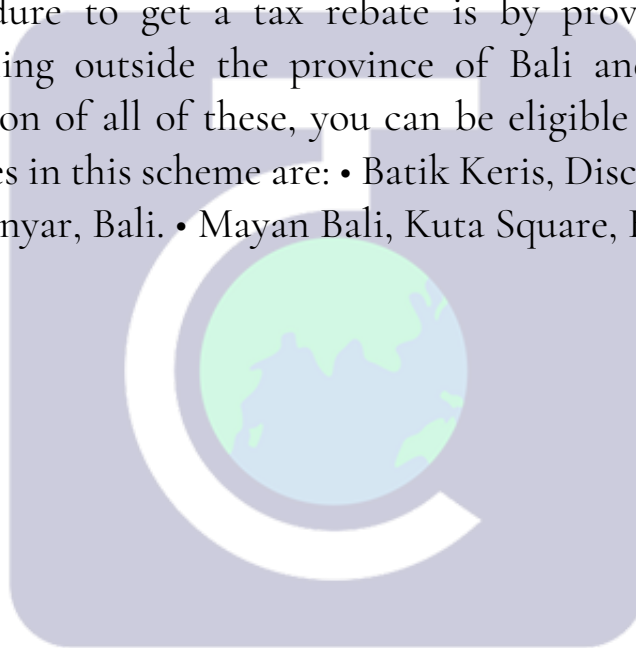 dure to get a tax rebate is by prov
ing outside the province of Bali an
on of all of these, you can be eligible
es in this scheme are: • Batik Keris, Disc
nyar, Bali. • Mayan Bali, Kuta Square,